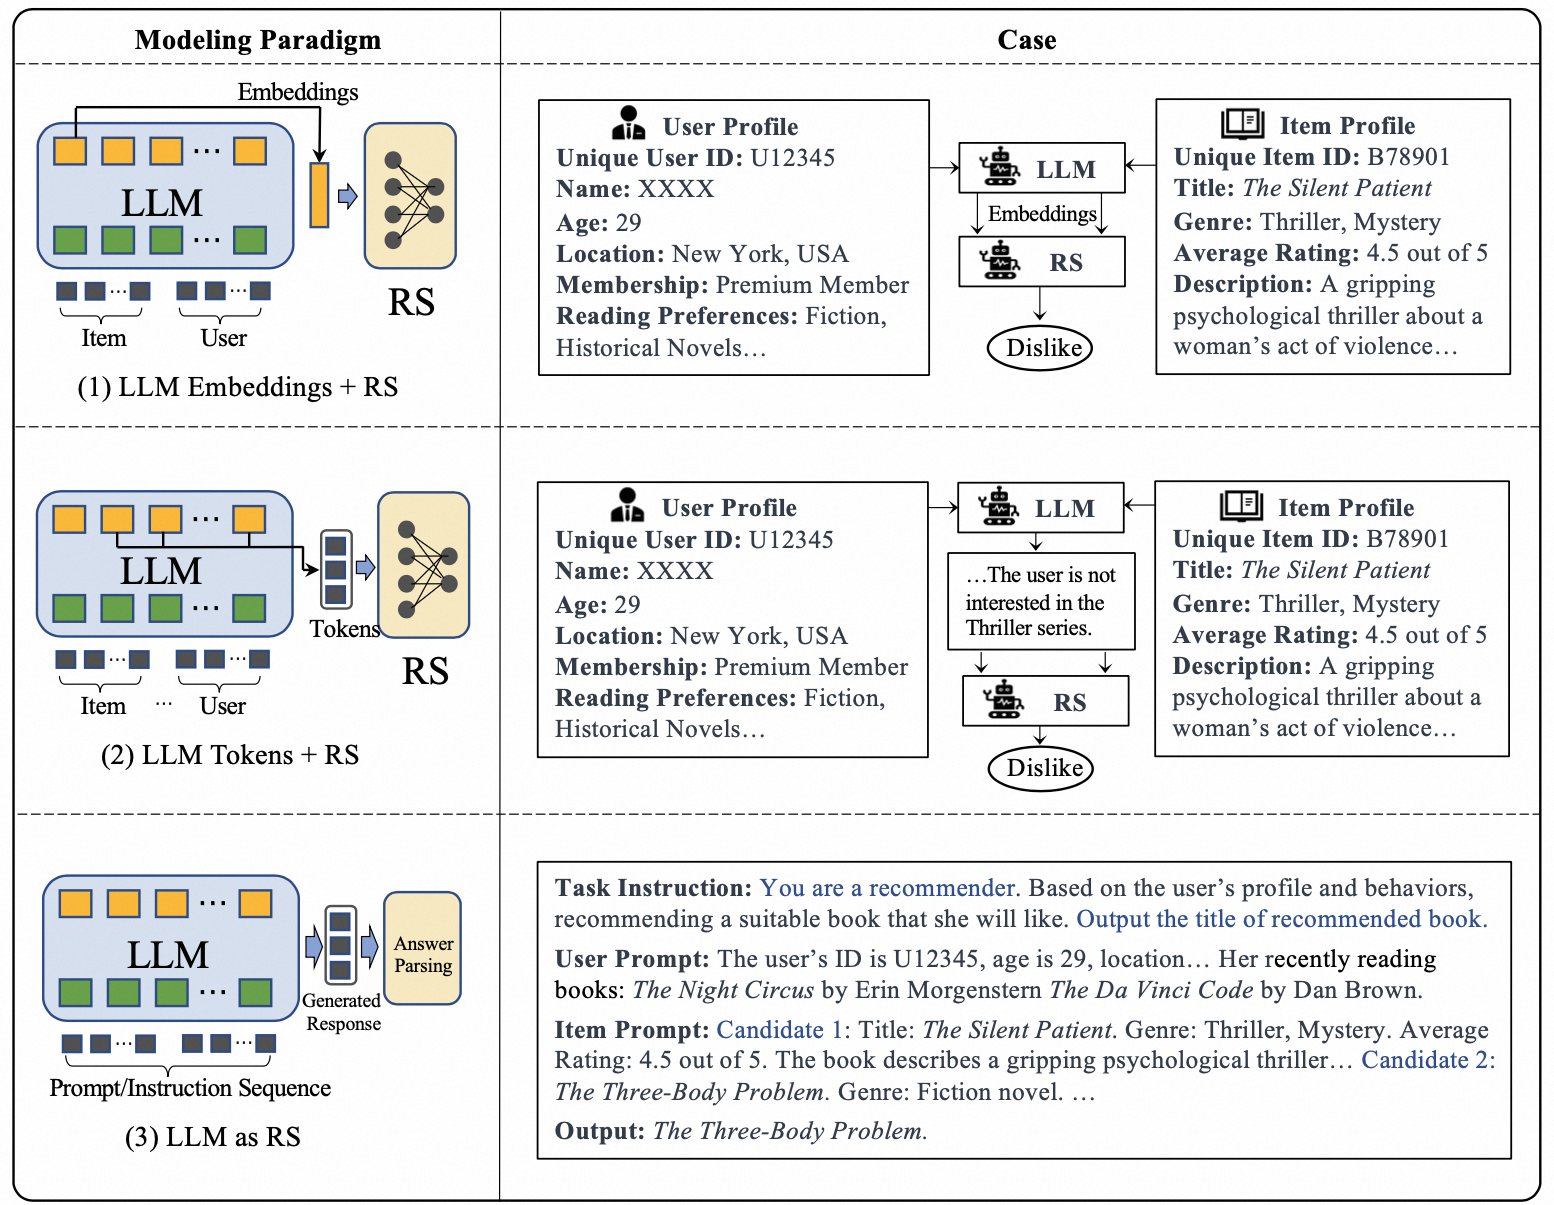 Modeling Paradigm
Case
Embeddings
LLM
···
···
Item
User
RS
(1) LLM Embeddings + RS
User Profile
Unique User ID: U12345
Name: XXXX
Age: 29
Location: New York, USA
Membership: Premium Member
Reading Preferences: Fiction,
Historical Novels…
LLM
Embeddings
RS
Dislike
Item Profile
Unique Item ID: B78901
Title: The Silent Patient
Genre: Thriller, Mystery
Average Rating: 4.5 out of 5
Description: A gripping
psychological thriller about a
woman’s act of violence…
LLM
···
···
Tokens
Item ··· User
RS
(2) LLM Tokens + RS
User Profile
Unique User ID: U12345
Name: XXXX
Age: 29
Location: New York, USA
Membership: Premium Member
Reading Preferences: Fiction,
Historical Novels…
LLM
…The user is not
interested in the
Thriller series.
RS
Dislike
Item Profile
Unique Item ID: B78901
Title: The Silent Patient
Genre: Thriller, Mystery
Average Rating: 4.5 out of 5
Description: A gripping
psychological thriller about a
woman’s act of violence…
LLM
···
···
Generated
Response
Answer
Parsing
Prompt/Instruction Sequence
(3) LLM as RS
Task Instruction: You are a recommender. Based on the user’s profile and behaviors,
recommending a suitable book that she will like. Output the title of recommended book.
User Prompt: The user’s ID is U12345, age is 29, location… Her recently reading
books: The Night Circus by Erin Morgenstern The Da Vinci Code by Dan Brown.
Item Prompt: Candidate 1: Title: The Silent Patient. Genre: Thriller, Mystery. Average
Rating: 4.5 out of 5. The book describes a gripping psychological thriller… Candidate 2:
The Three-Body Problem. Genre: Fiction novel. …
Output: The Three-Body Problem.